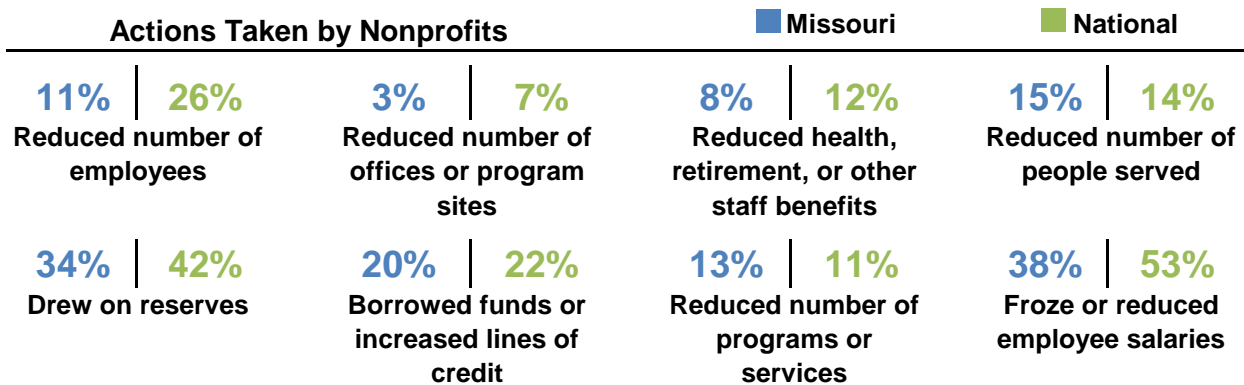 Actions Taken by Nonprofits Missouri National
11% 26% 3% 7% 8% 12% 15% 14%
Reduced number of employees
Reduced number of offices or program sites
Reduced health, retirement, or other staff benefits
Reduced number of people served
34% 42% 20% 22% 13% 11% 38% 53%
Drew on reserves
Borrowed funds or increased lines of credit
Reduced number of programs or services
Froze or reduced employee salaries